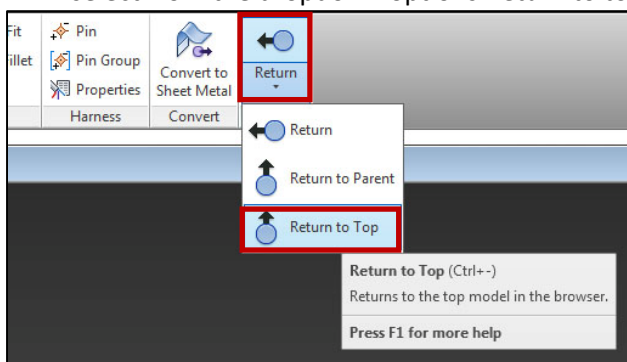 Fit
Pin
Fillet
Pin Group
Properties
Convert to
Sheet Metal
Return
Harness
Convert
Return
Return to Parent
Return to Top
Return to Top (Ctrl+-)
Returns to the top model in the browser.
Press F1 for more help